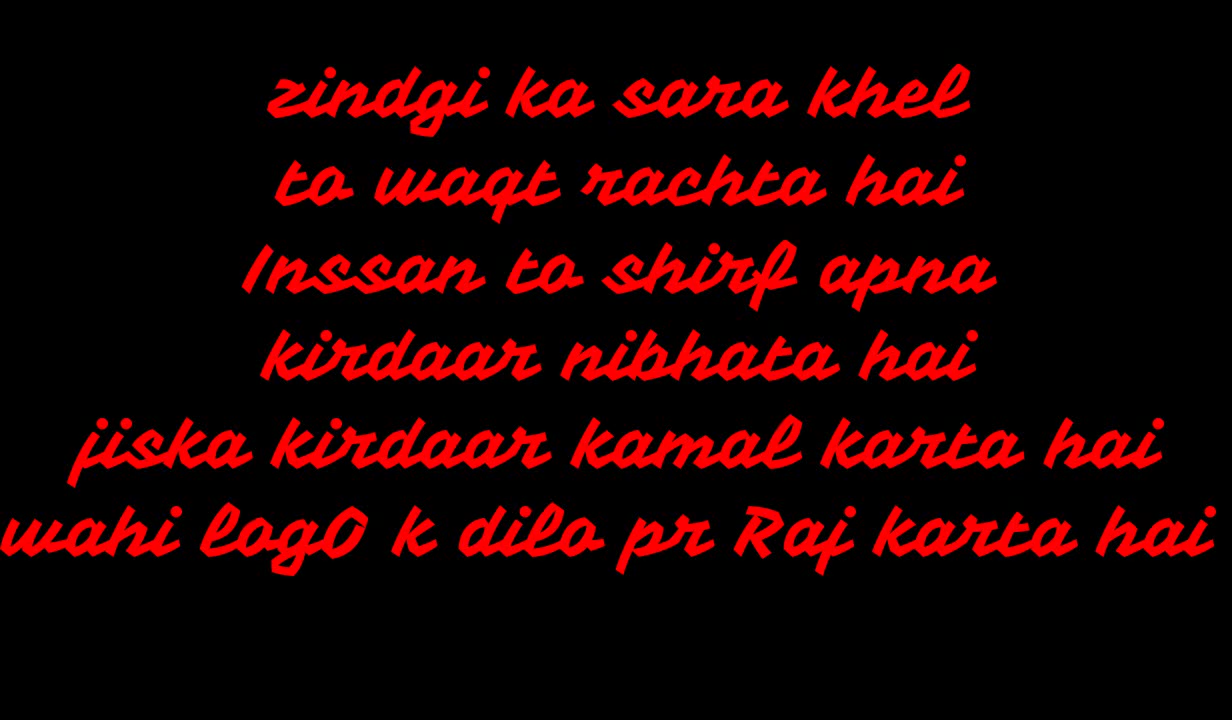 zindgi ka sara khel
to waqt rachta hai
Inssan to shirf apna
kirdaar nibhata hai
jiska kirdaar kamal karta hai
wahi logO k dilo pr Raj karta hai